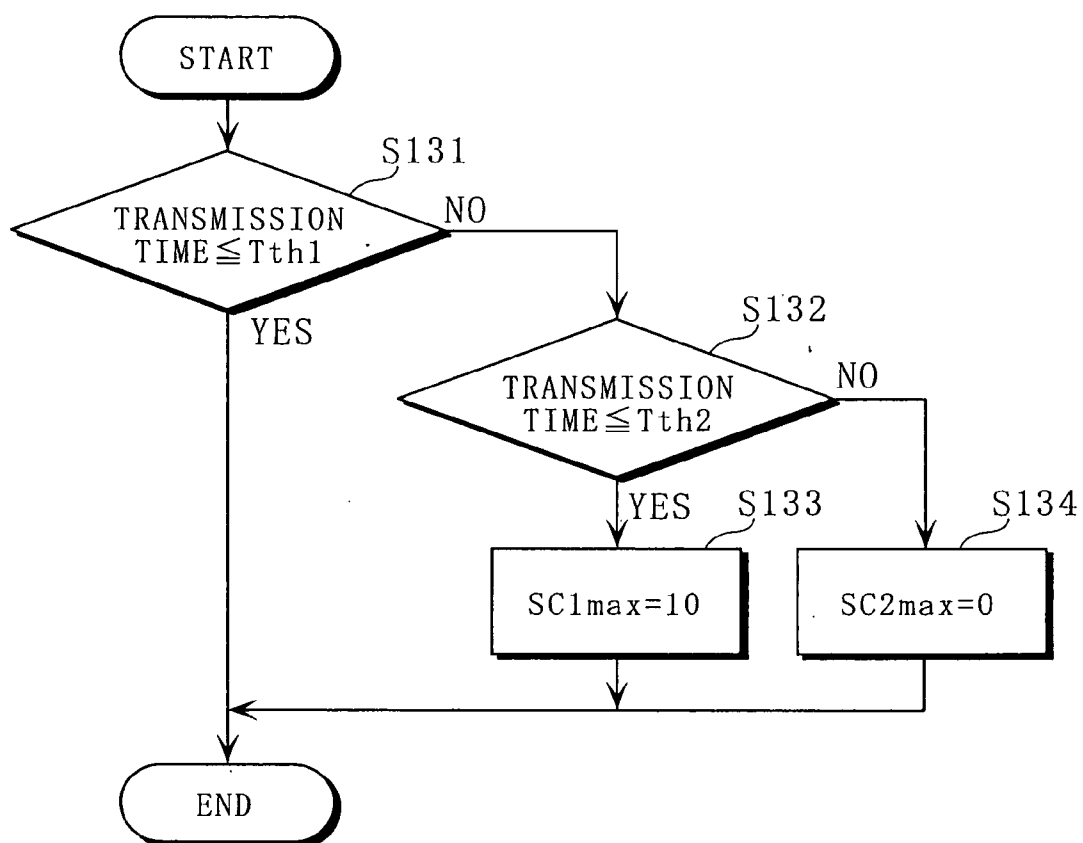 START
S131
TRANSMISSION
TIME≦Tth1
NO
YES
S132
TRANSMISSION
TIME≦Tth2
NO
YES
S133
SC1max=10
S134
SC2max=0
END